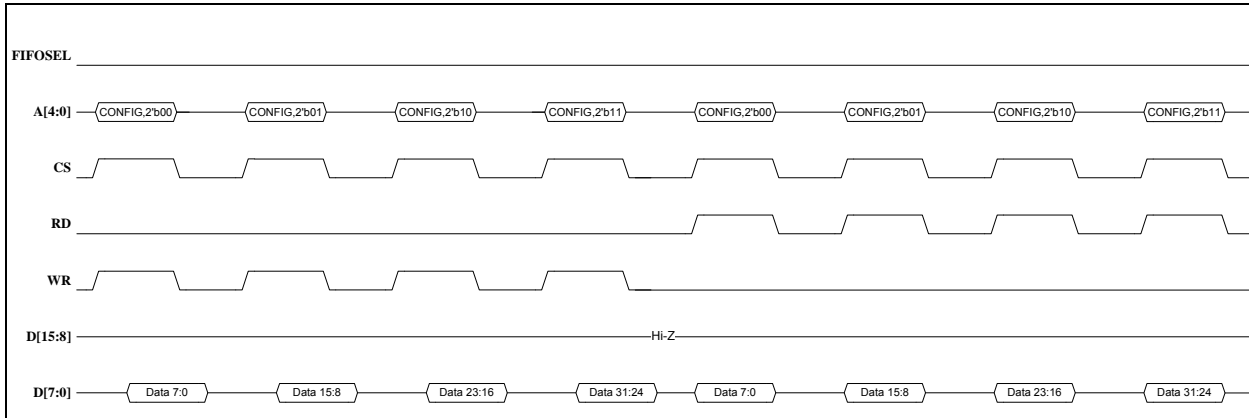 FIFOSEL
A[4:0] CONFIG,2'b00 CONFIG,2'b01 CONFIG,2'b10 CONFIG,2'b11 CONFIG,2'b00 CONFIG,2'b01 CONFIG,2'b10 CONFIG,2'b11
CS
RD
WR
D[15:8] Hi-Z
D[7:0] Data 7:0 Data 15:8 Data 23:16 Data 31:24 Data 7:0 Data 15:8 Data 23:16 Data 31:24